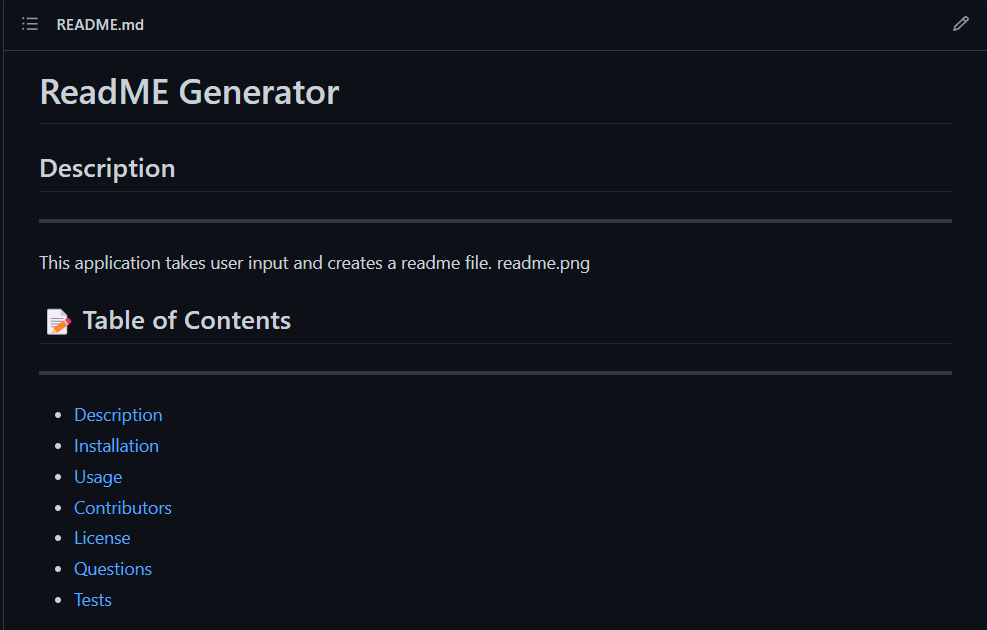 README.md
ReadME Generator
Description
This application takes user input and creates a readme file. readme.png
📝 Table of Contents
Description
Installation
Usage
Contributors
License
Questions
Tests